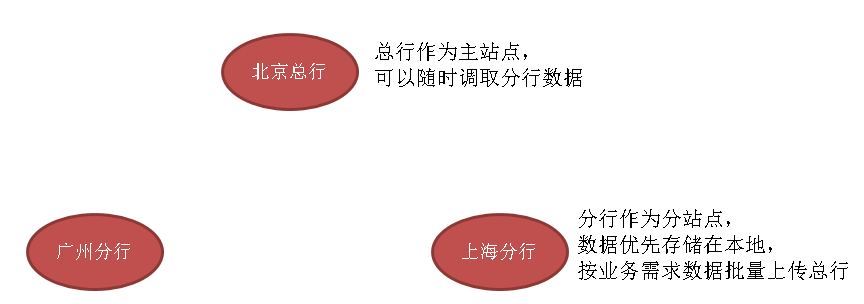 北京总行
总行作为主站点，
可以随时调取分行数据
广州分行
上海分行
分行作为分站点，
数据优先存储在本地，
按业务需求数据批量上传总行